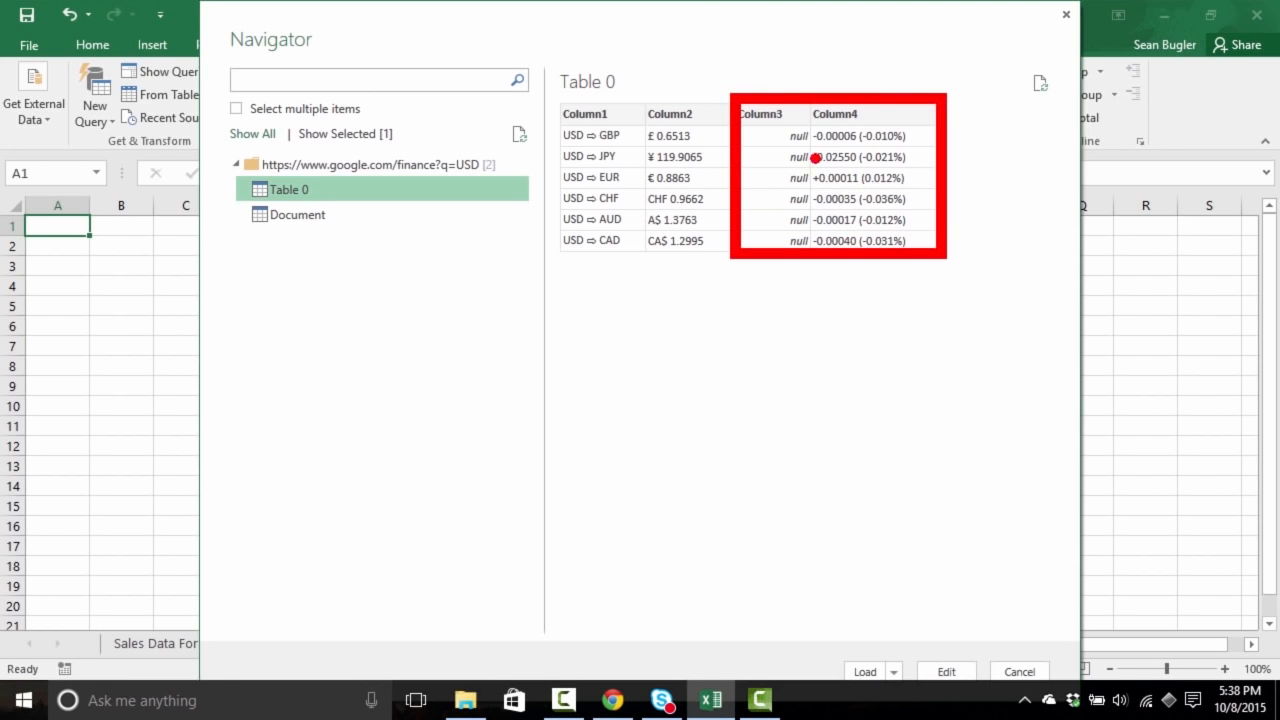 File
Home
Insert
Sean Bugler
Share
Get External
Data
New
Query
Show Quer
From Table
Recent Sou
Get & Transform
A1
Navigator
Select multiple items
Show All | Show Selected [1]
https://www.google.com/finance?q=USD [2]
Table 0
Document
Table 0
Column1 Column2 Column3 Column4
USD ⇨ GBP £ 0.6513 null -0.00006 (-0.010%)
USD ⇨ JPY ¥ 119.9065 null 0.02550 (-0.021%)
USD ⇨ EUR € 0.8863 null +0.00011 (0.012%)
USD ⇨ CHF CHF 0.9662 null -0.00035 (-0.036%)
USD ⇨ AUD A$ 1.3763 null -0.00017 (-0.012%)
USD ⇨ CAD CA$ 1.2995 null -0.00040 (-0.031%)
Load
Edit
Cancel
A B C
R S
1
2
3
4
5
6
7
8
9
10
11
12
13
14
15
16
17
18
19
20
21
Sales Data For
Ready
100%
Ask me anything
5:38 PM
10/8/2015